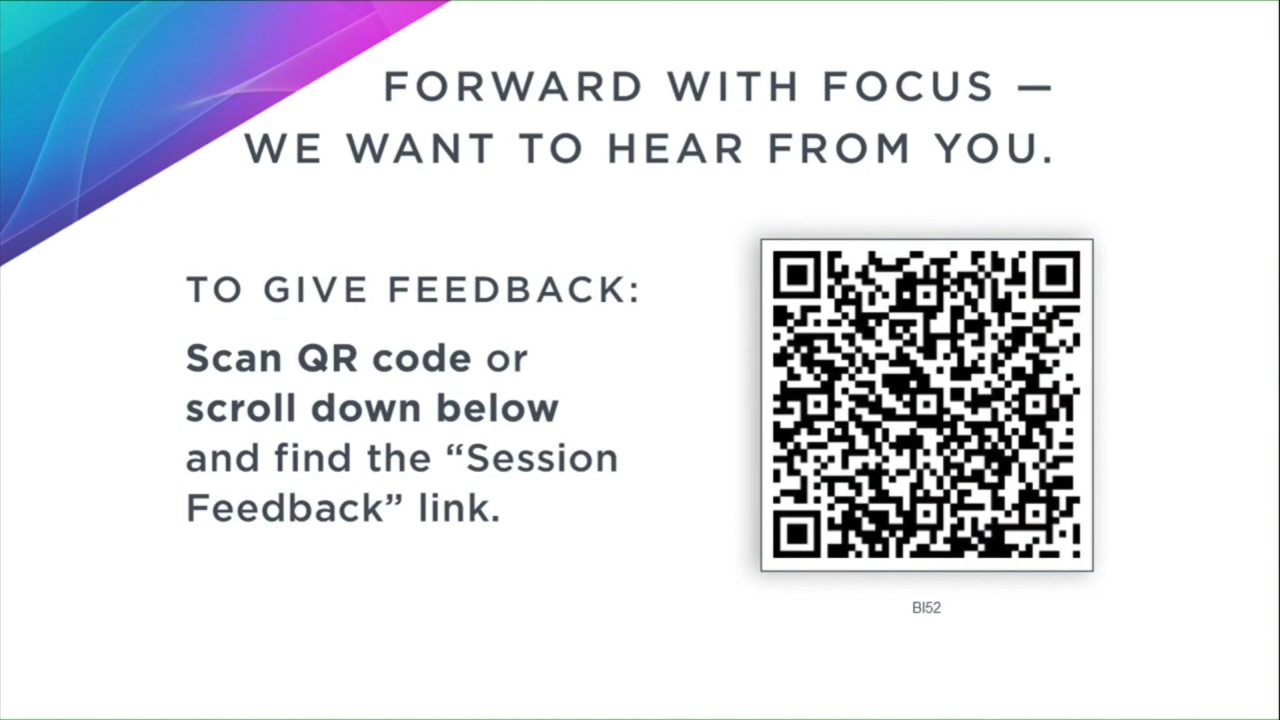 FORWARD WITH FOCUS —
WE WANT TO HEAR FROM YOU.
TO GIVE FEEDBACK:
Scan QR code or
scroll down below
and find the “Session
Feedback” link.
BI52